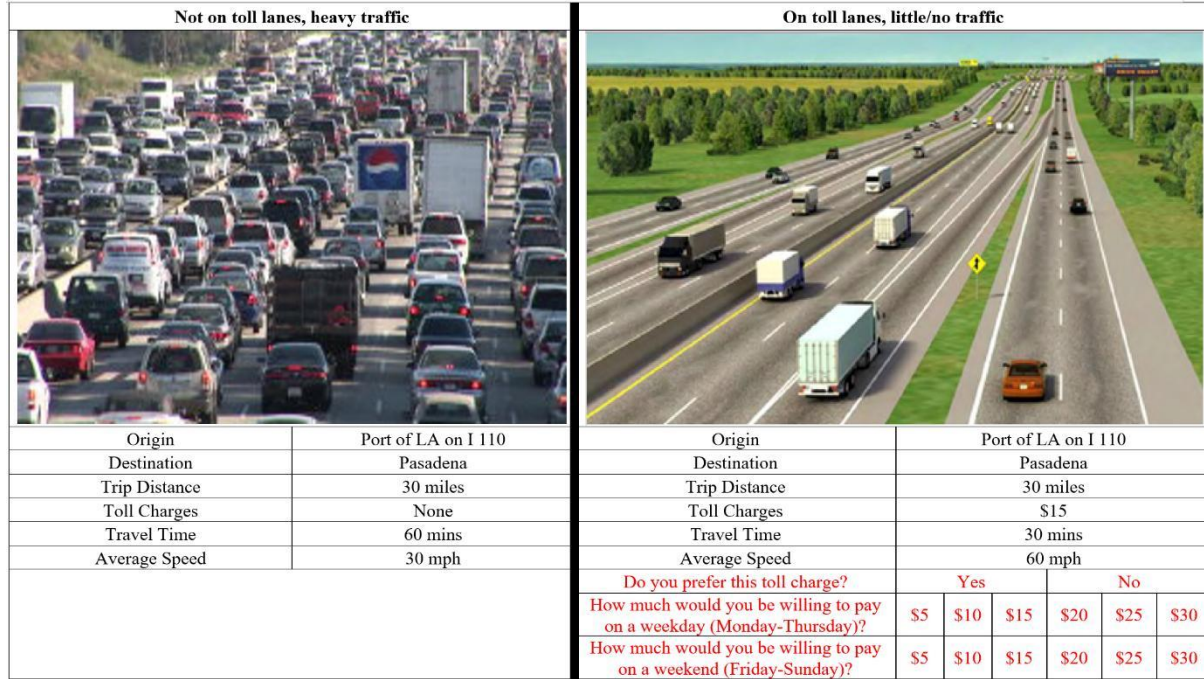 Not on toll lanes, heavy traffic
On toll lanes, little/no traffic
Origin Port of LA on I 110
Destination Pasadena
Trip Distance 30 miles
Toll Charges None
Travel Time 60 mins
Average Speed 30 mph
Origin Port of LA on I 110
Destination Pasadena
Trip Distance 30 miles
Toll Charges $15
Travel Time 30 mins
Average Speed 60 mph
Do you prefer this toll charge? Yes No
How much would you be willing to pay
on a weekday (Monday-Thursday)? $5 $10 $15 $20 $25 $30
How much would you be willing to pay
on a weekend (Friday-Sunday)? $5 $10 $15 $20 $25 $30